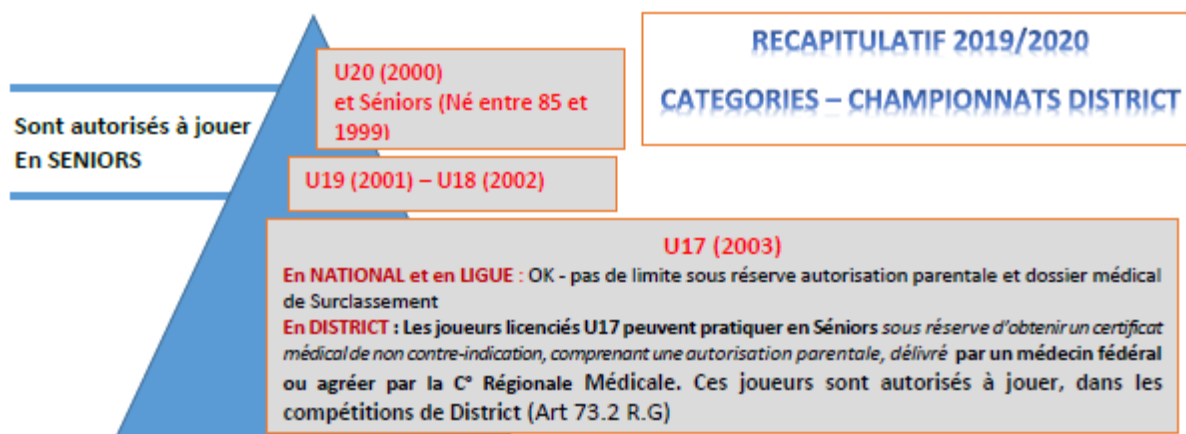 RECAPITULATIF 2019/2020
CATEGORIES – CHAMPIONNATS DISTRICT
Sont autorisés à jouer
En SENIORS
U20 (2000)
et Séniors (Né entre 85 et
1999)
U19 (2001) – U18 (2002)
U17 (2003)
En NATIONAL et en LIGUE : OK - pas de limite sous réserve autorisation parentale et dossier médical
de Surclassement
En DISTRICT : Les joueurs licenciés U17 peuvent pratiquer en Séniors sous réserve d'obtenir un certificat
médical de non contre-indication, comprenant une autorisation parentale, délivré par un médecin fédéral
ou agréer par la C° Régionale Médicale. Ces joueurs sont autorisés à jouer, dans les
compétitions de District (Art 73.2 R.G)